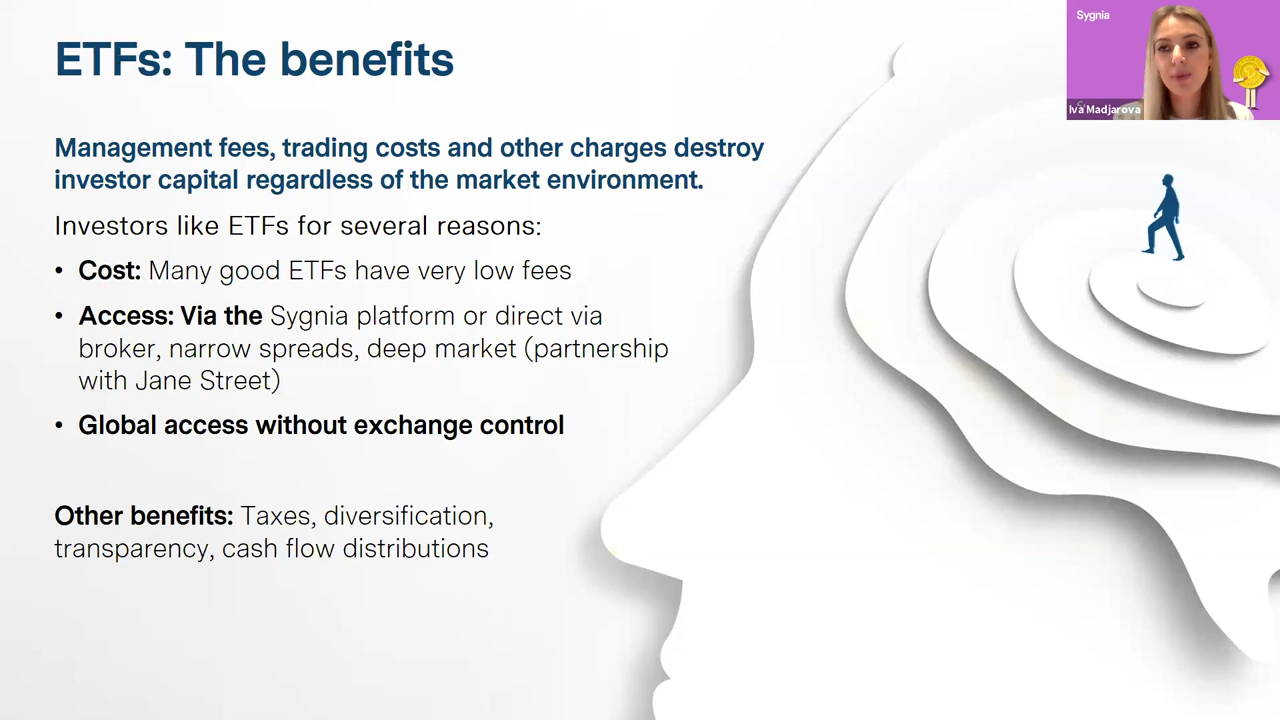 ETFs: The benefits
Sygnia
Iva Madjarova
Management fees, trading costs and other charges destroy
investor capital regardless of the market environment.
Investors like ETFs for several reasons:
• Cost: Many good ETFs have very low fees
• Access: Via the Sygnia platform or direct via
broker, narrow spreads, deep market (partnership
with Jane Street)
• Global access without exchange control
Other benefits: Taxes, diversification,
transparency, cash flow distributions